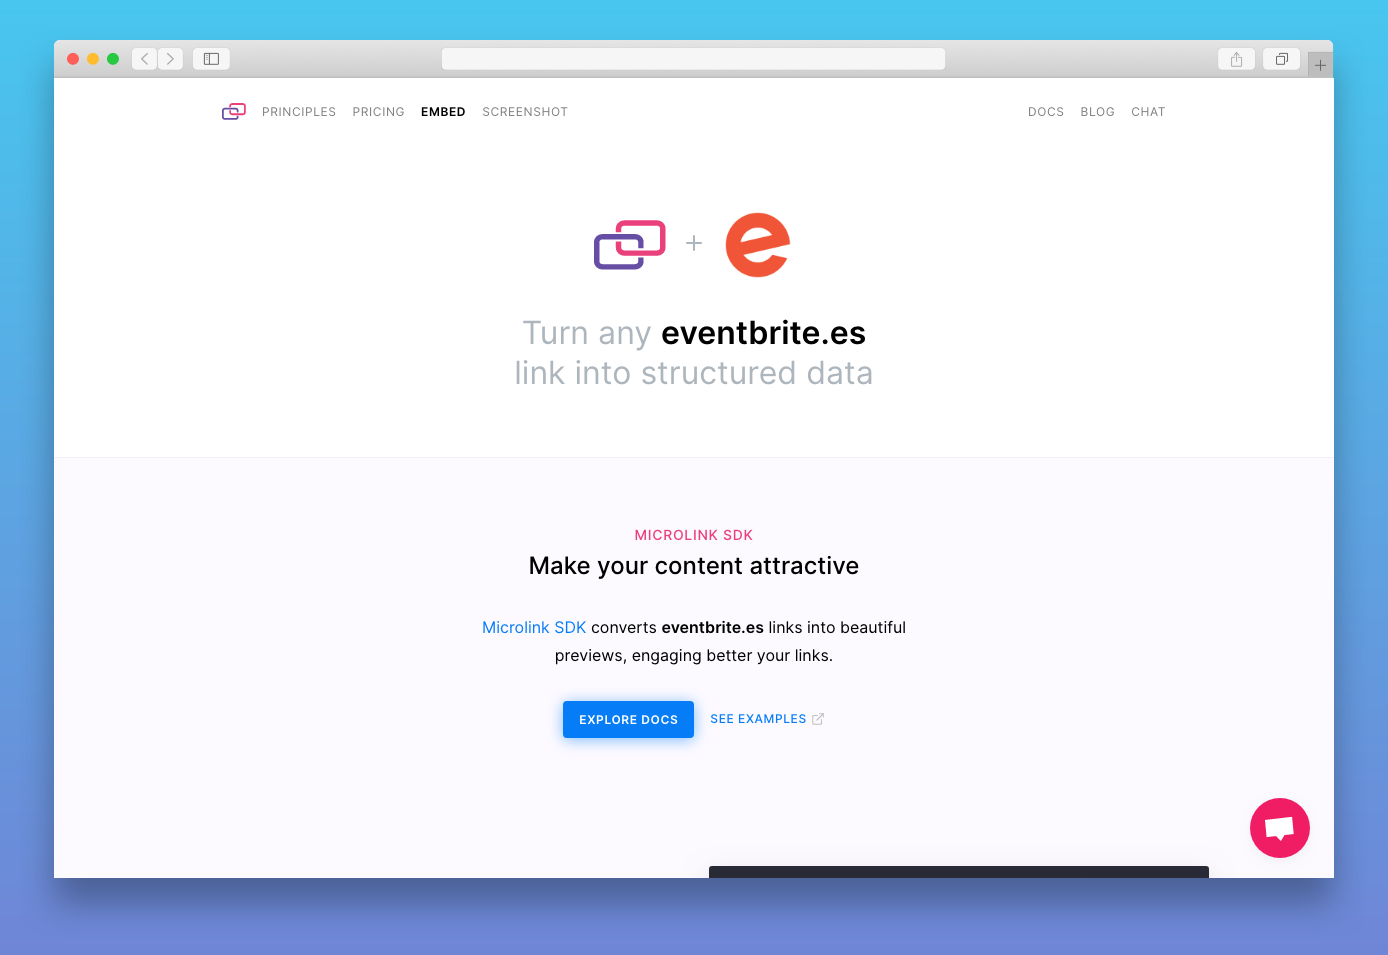 PRINCIPLES PRICING EMBED SCREENSHOT DOCS BLOG CHAT
Turn any eventbrite.es
link into structured data
MICROLINK SDK
Make your content attractive
Microlink SDK converts eventbrite.es links into beautiful
previews, engaging better your links.
EXPLORE DOCS SEE EXAMPLES